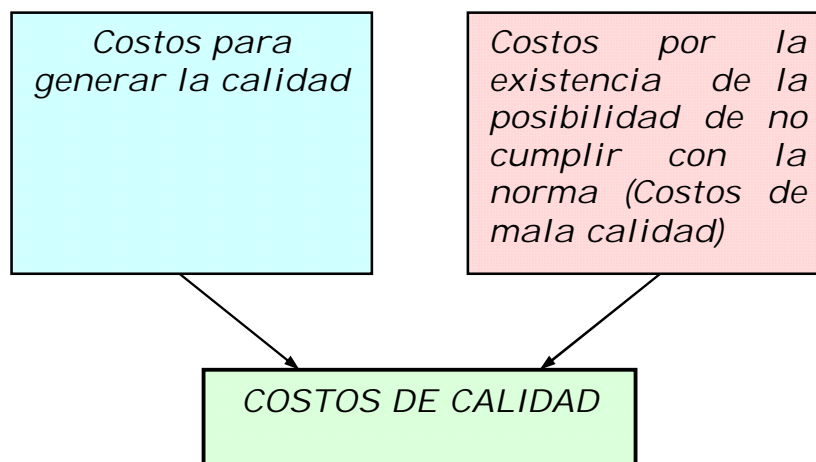 Costos para
generar la calidad
Costos por la
existencia de la
posibilidad de no
cumplir con la
norma (Costos de
mala calidad)
COSTOS DE CALIDAD